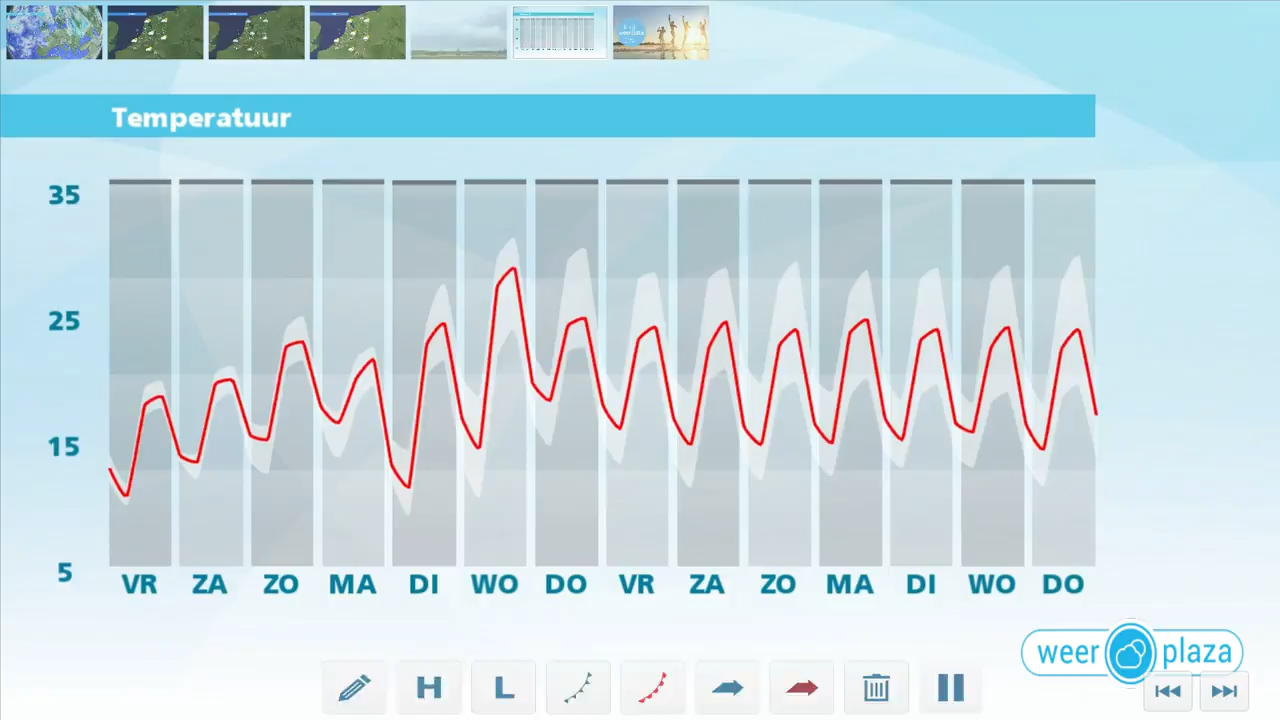 Temperatuur
35
25
15
5
VR ZA ZO MA DI WO DO VR ZA ZO MA DI WO DO
weer plaza
H L